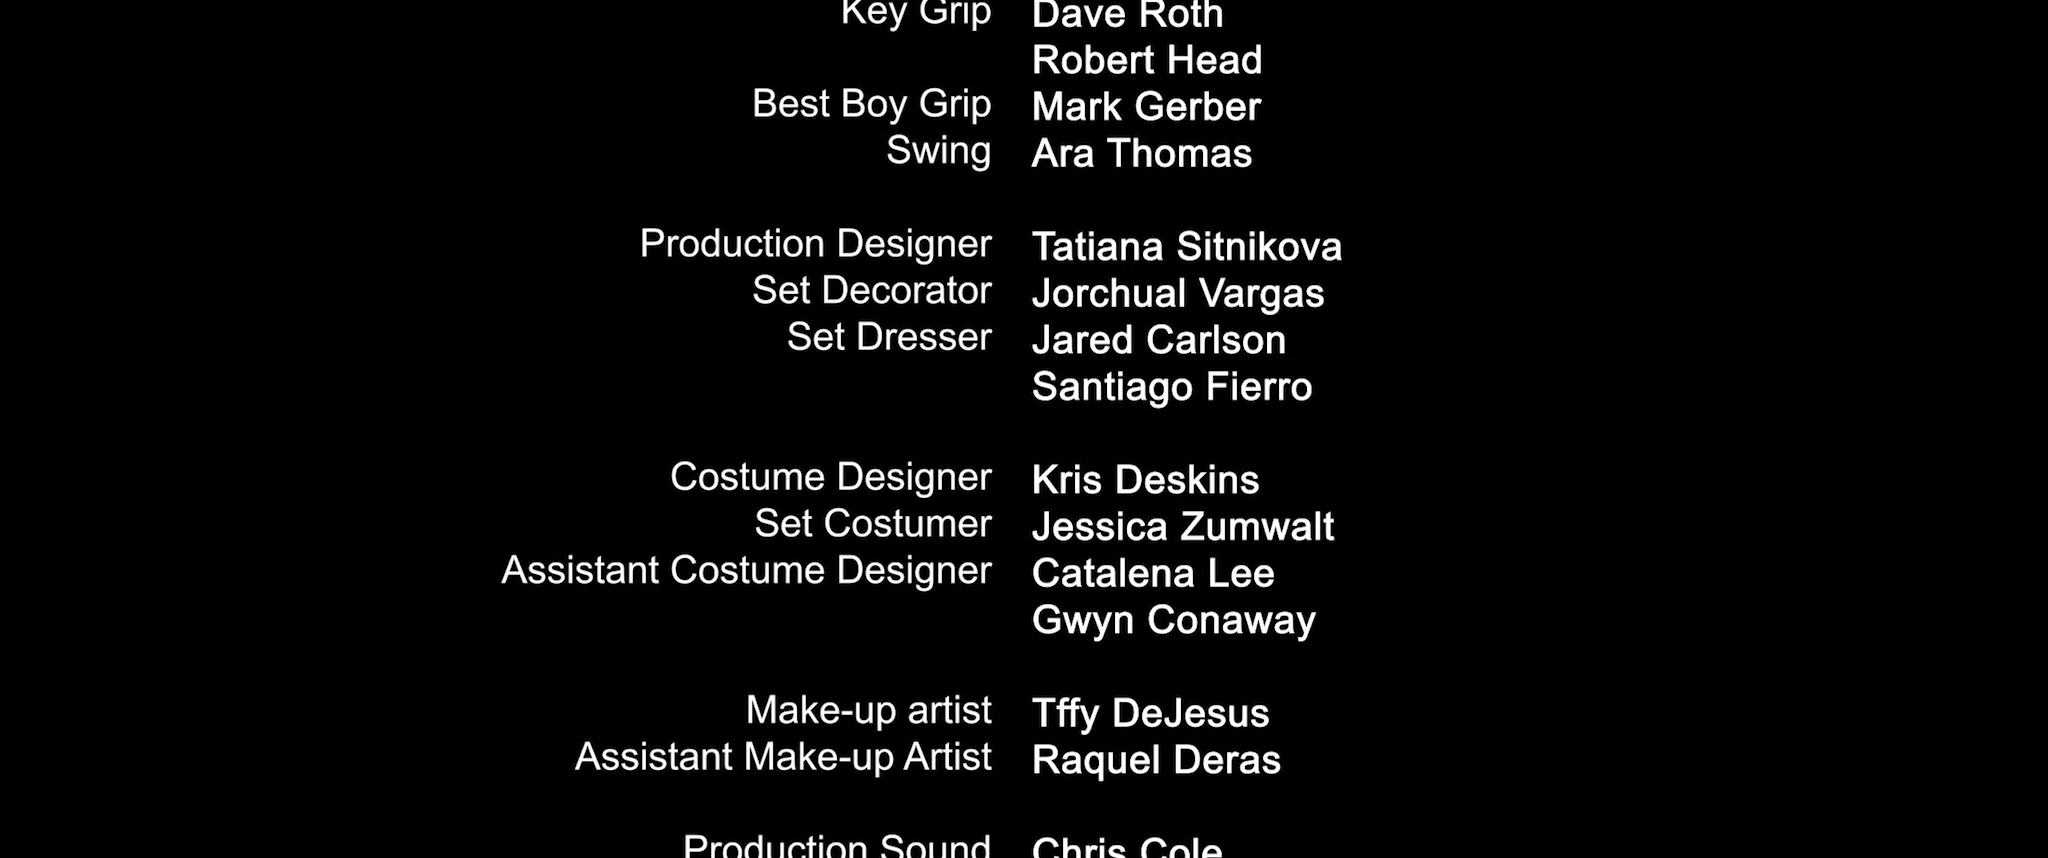 Key Grip Dave Roth
Robert Head
Best Boy Grip Mark Gerber
Swing Ara Thomas
Production Designer Tatiana Sitnikova
Set Decorator Jorchual Vargas
Set Dresser Jared Carlson
Santiago Fierro
Costume Designer Kris Deskins
Set Costumer Jessica Zumwalt
Assistant Costume Designer Catalena Lee
Gwyn Conaway
Make-up artist Tffy DeJesus
Assistant Make-up Artist Raquel Deras
Production Sound Chris Cole